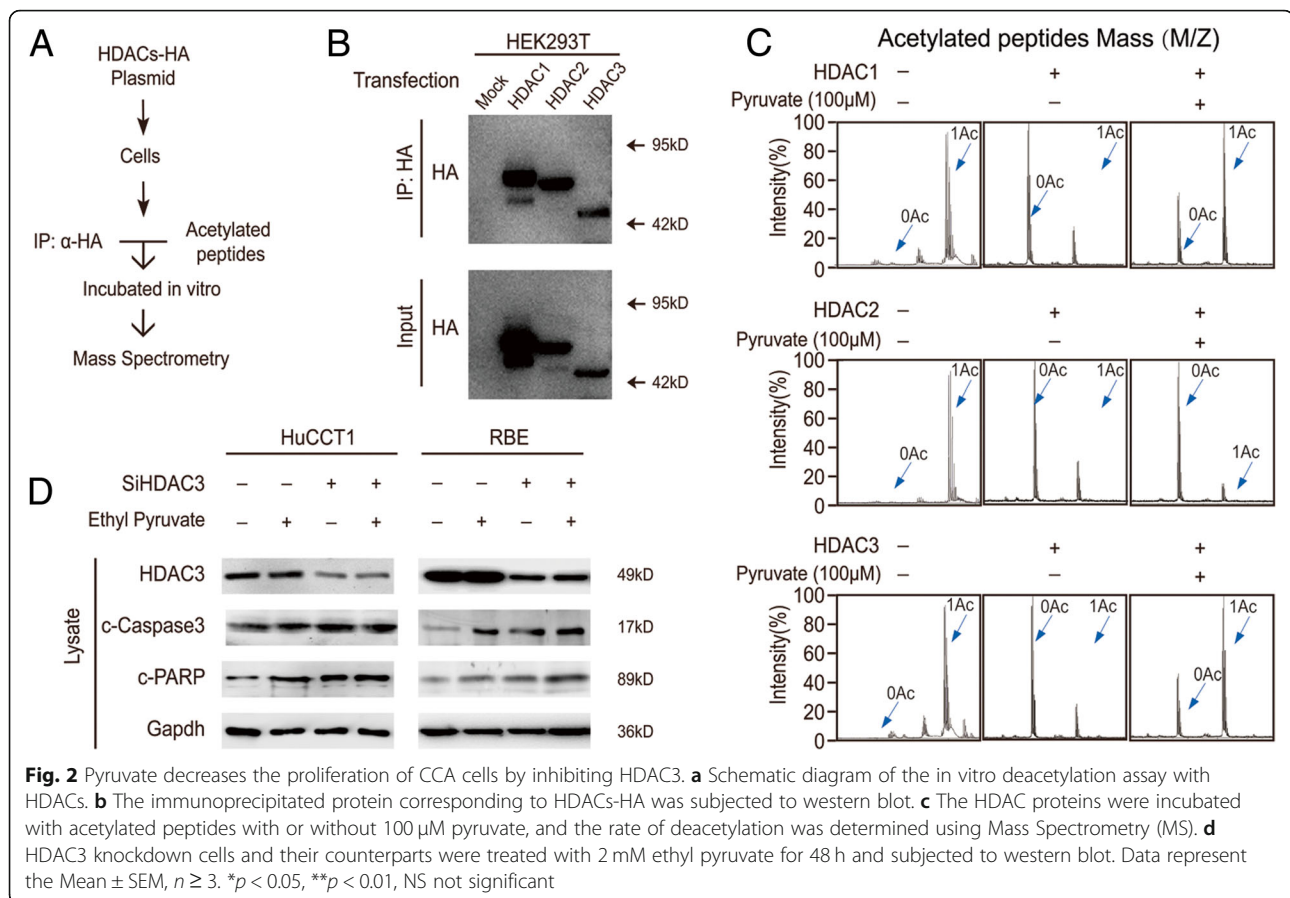 A
HDACs-HA
Plasmid
Cells
IP: α-HA
Acetylated
peptides
Incubated in vitro
Mass Spectrometry
B
HEK293T
Transfection
Mock
HDAC1
HDAC2
HDAC3
IP: HA
HA
95kD
42kD
Input
HA
95kD
42kD
C
Acetylated peptides Mass (M/Z)
HDAC1 – + +
Pyruvate (100μM) – – +
Intensity(%)
100
80
60
40
20
0
0Ac
1Ac
0Ac
1Ac
0Ac
1Ac
HDAC2 – + +
Pyruvate (100μM) – – +
Intensity(%)
100
80
60
40
20
0
0Ac
1Ac
0Ac
1Ac
0Ac
1Ac
HDAC3 – + +
Pyruvate (100μM) – – +
Intensity(%)
100
80
60
40
20
0
0Ac
1Ac
0Ac
1Ac
0Ac
1Ac
D
HuCCT1
RBE
SiHDAC3 – – + + – – + +
Ethyl Pyruvate – + – + – + – +
Lysate
HDAC3 49kD
c-Caspase3 17kD
c-PARP 89kD
Gapdh 36kD
Fig. 2 Pyruvate decreases the proliferation of CCA cells by inhibiting HDAC3. a Schematic diagram of the in vitro deacetylation assay with
HDACs. b The immunoprecipitated protein corresponding to HDACs-HA was subjected to western blot. c The HDAC proteins were incubated
with acetylated peptides with or without 100 μM pyruvate, and the rate of deacetylation was determined using Mass Spectrometry (MS). d
HDAC3 knockdown cells and their counterparts were treated with 2 mM ethyl pyruvate for 48 h and subjected to western blot. Data represent
the Mean ± SEM, n ≥ 3. *p < 0.05, **p < 0.01, NS not significant